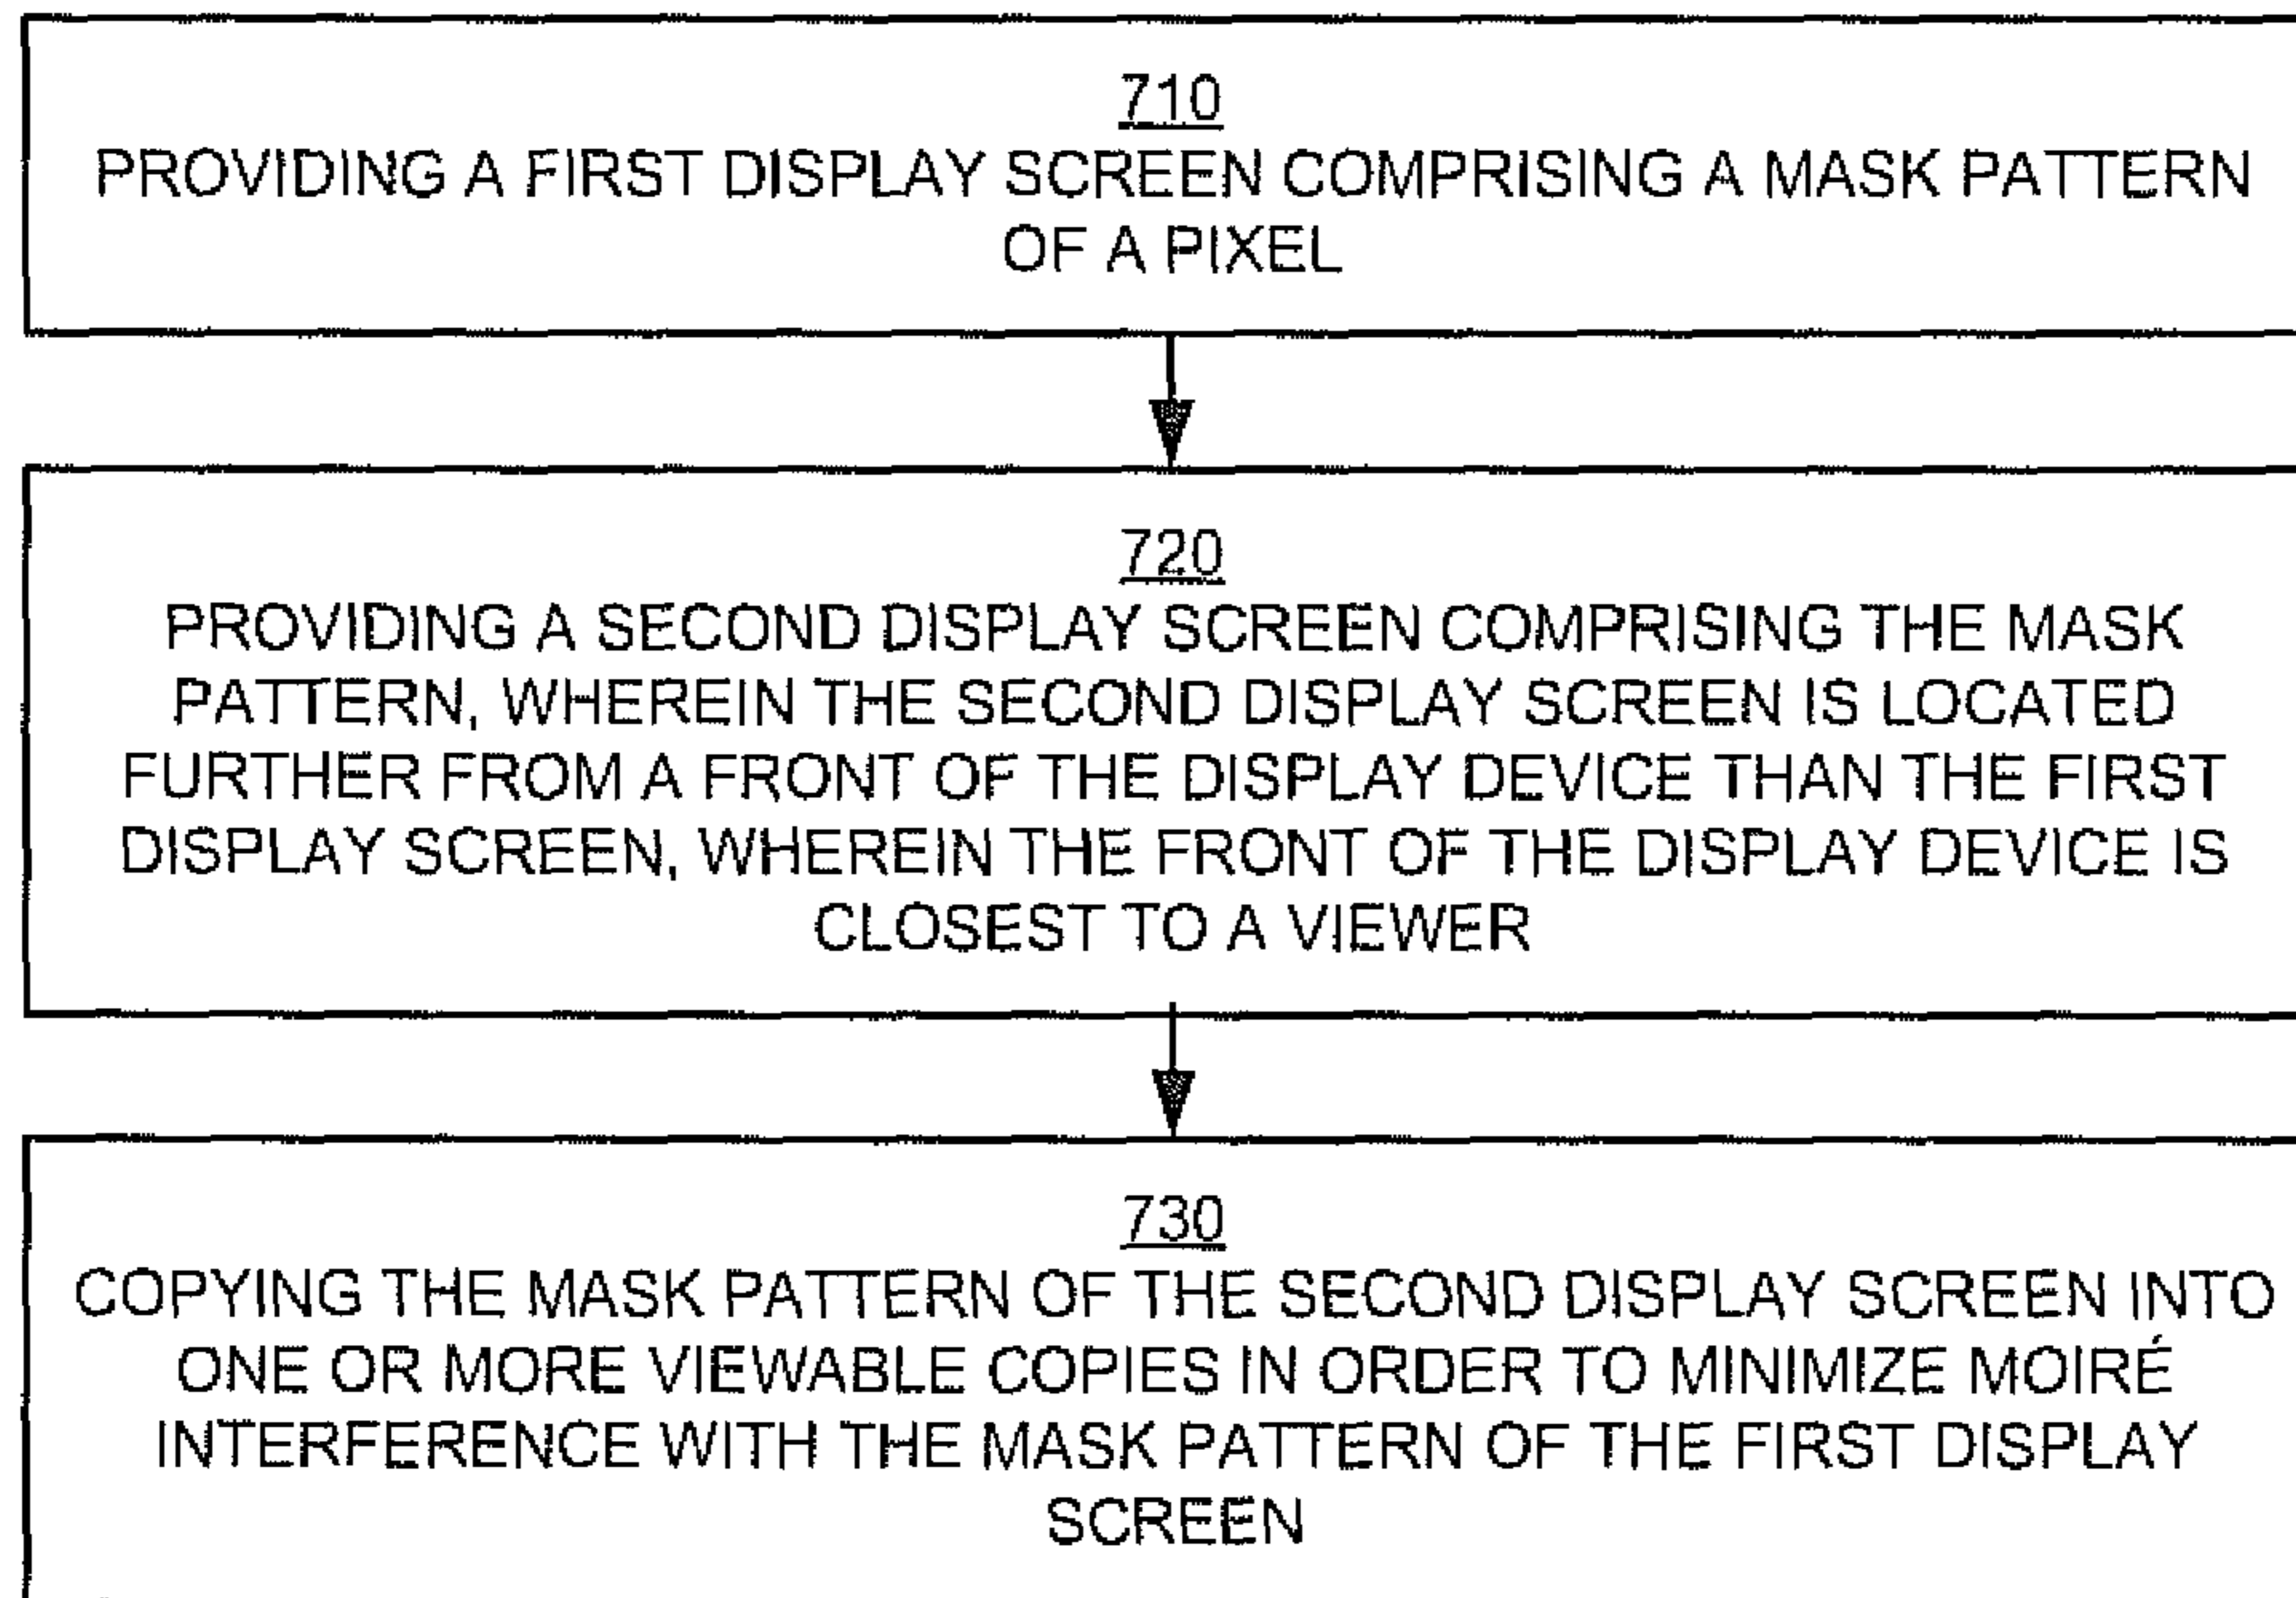 710
PROVIDING A FIRST DISPLAY SCREEN COMPRISING A MASK PATTERN
OF A PIXEL
720
PROVIDING A SECOND DISPLAY SCREEN COMPRISING THE MASK
PATTERN, WHEREIN THE SECOND DISPLAY SCREEN IS LOCATED
FURTHER FROM A FRONT OF THE DISPLAY DEVICE THAN THE FIRST
DISPLAY SCREEN, WHEREIN THE FRONT OF THE DISPLAY DEVICE IS
CLOSEST TO A VIEWER
730
COPYING THE MASK PATTERN OF THE SECOND DISPLAY SCREEN INTO
ONE OR MORE VIEWABLE COPIES IN ORDER TO MINIMIZE MOIRÉ
INTERFERENCE WITH THE MASK PATTERN OF THE FIRST DISPLAY
SCREEN